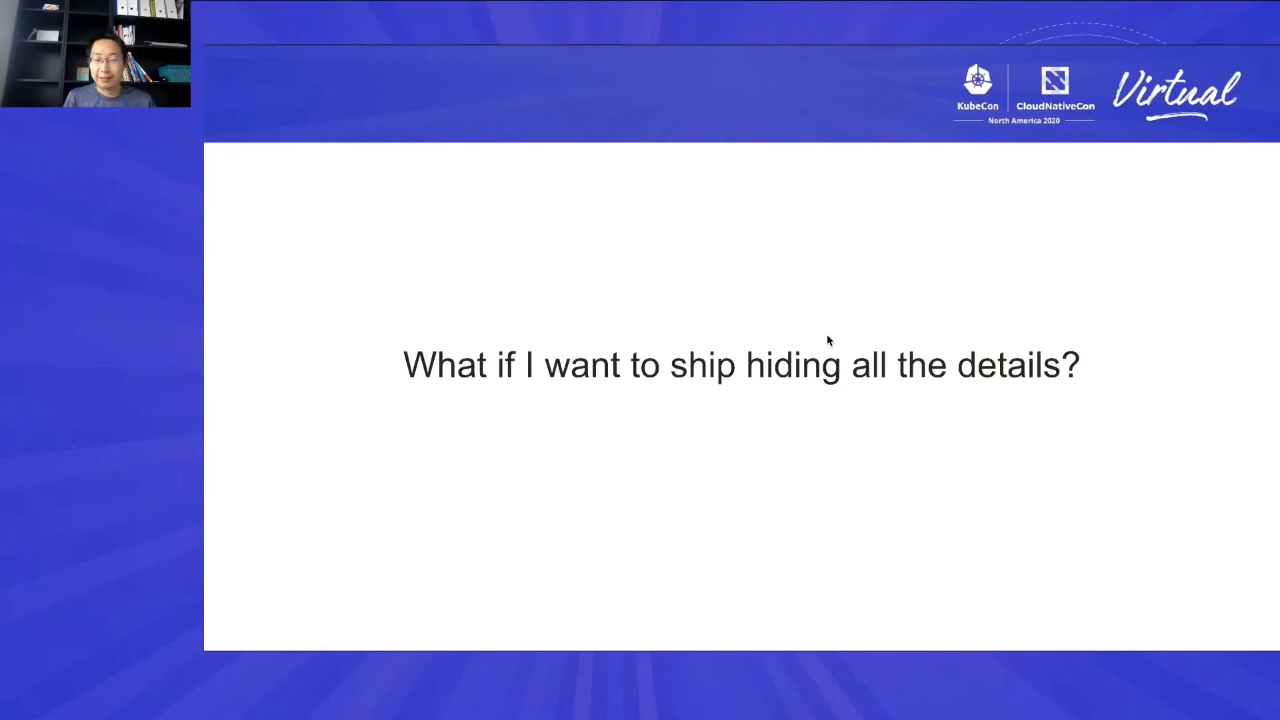 KubeCon
CloudNativeCon
North America 2020
Virtual
What if I want to ship hiding all the details?